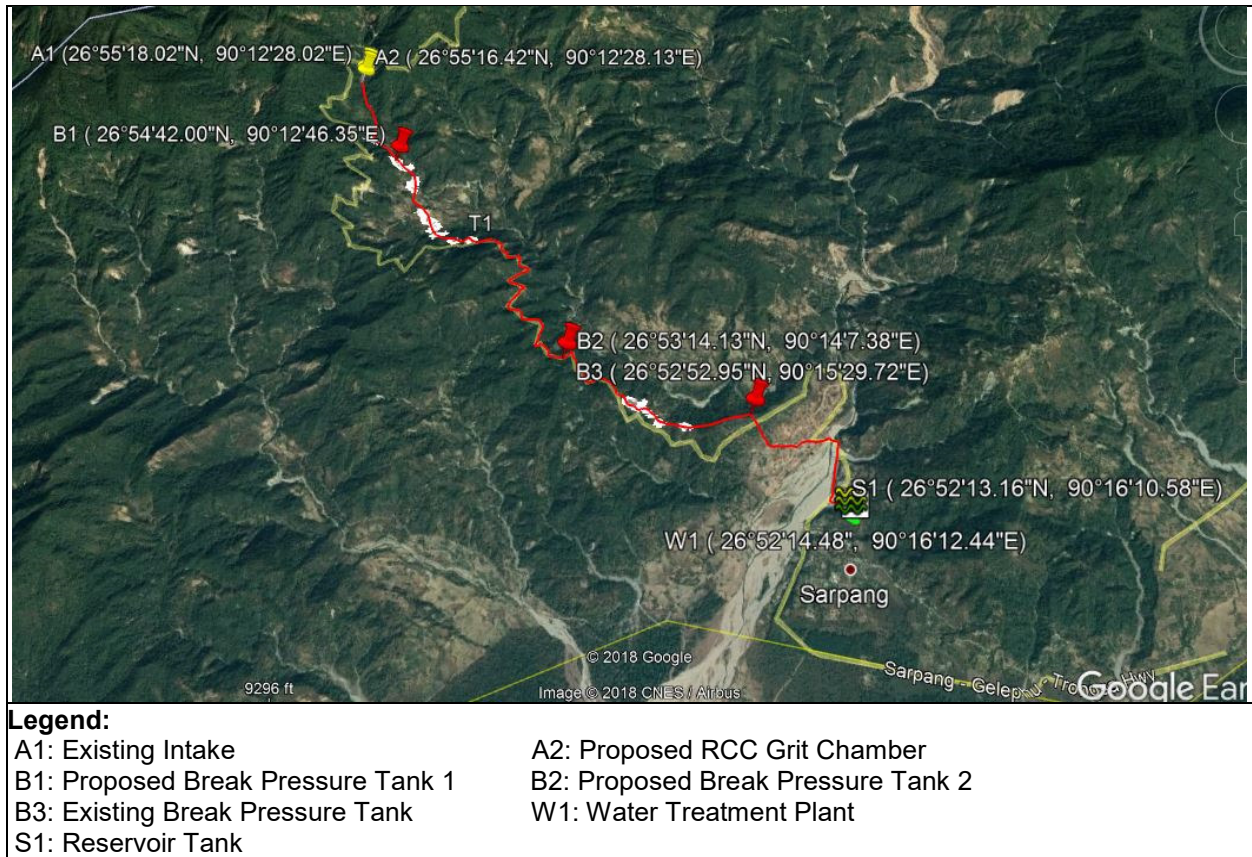 A1 (26°55'18.02"N, 90°12'28.02"E) A2 ( 26°55'16.42"N, 90°12'28.13"E)
B1 ( 26°54'42.00"N, 90°12'46.35"E)
T1
B2 ( 26°53'14.13"N, 90°14'7.38"E)
B3 ( 26°52'52.95"N, 90°15'29.72"E)
S1 ( 26°52'13.16"N, 90°16'10.58"E)
W1 ( 26°52'14.48", 90°16'12.44"E)
Sarpang
© 2018 Google
9296 ft
Image © 2018 CNES / Airbus
Sarpang - Gelephu - Hwy
Google Ear
Legend:
A1: Existing Intake A2: Proposed RCC Grit Chamber
B1: Proposed Break Pressure Tank 1 B2: Proposed Break Pressure Tank 2
B3: Existing Break Pressure Tank W1: Water Treatment Plant
S1: Reservoir Tank